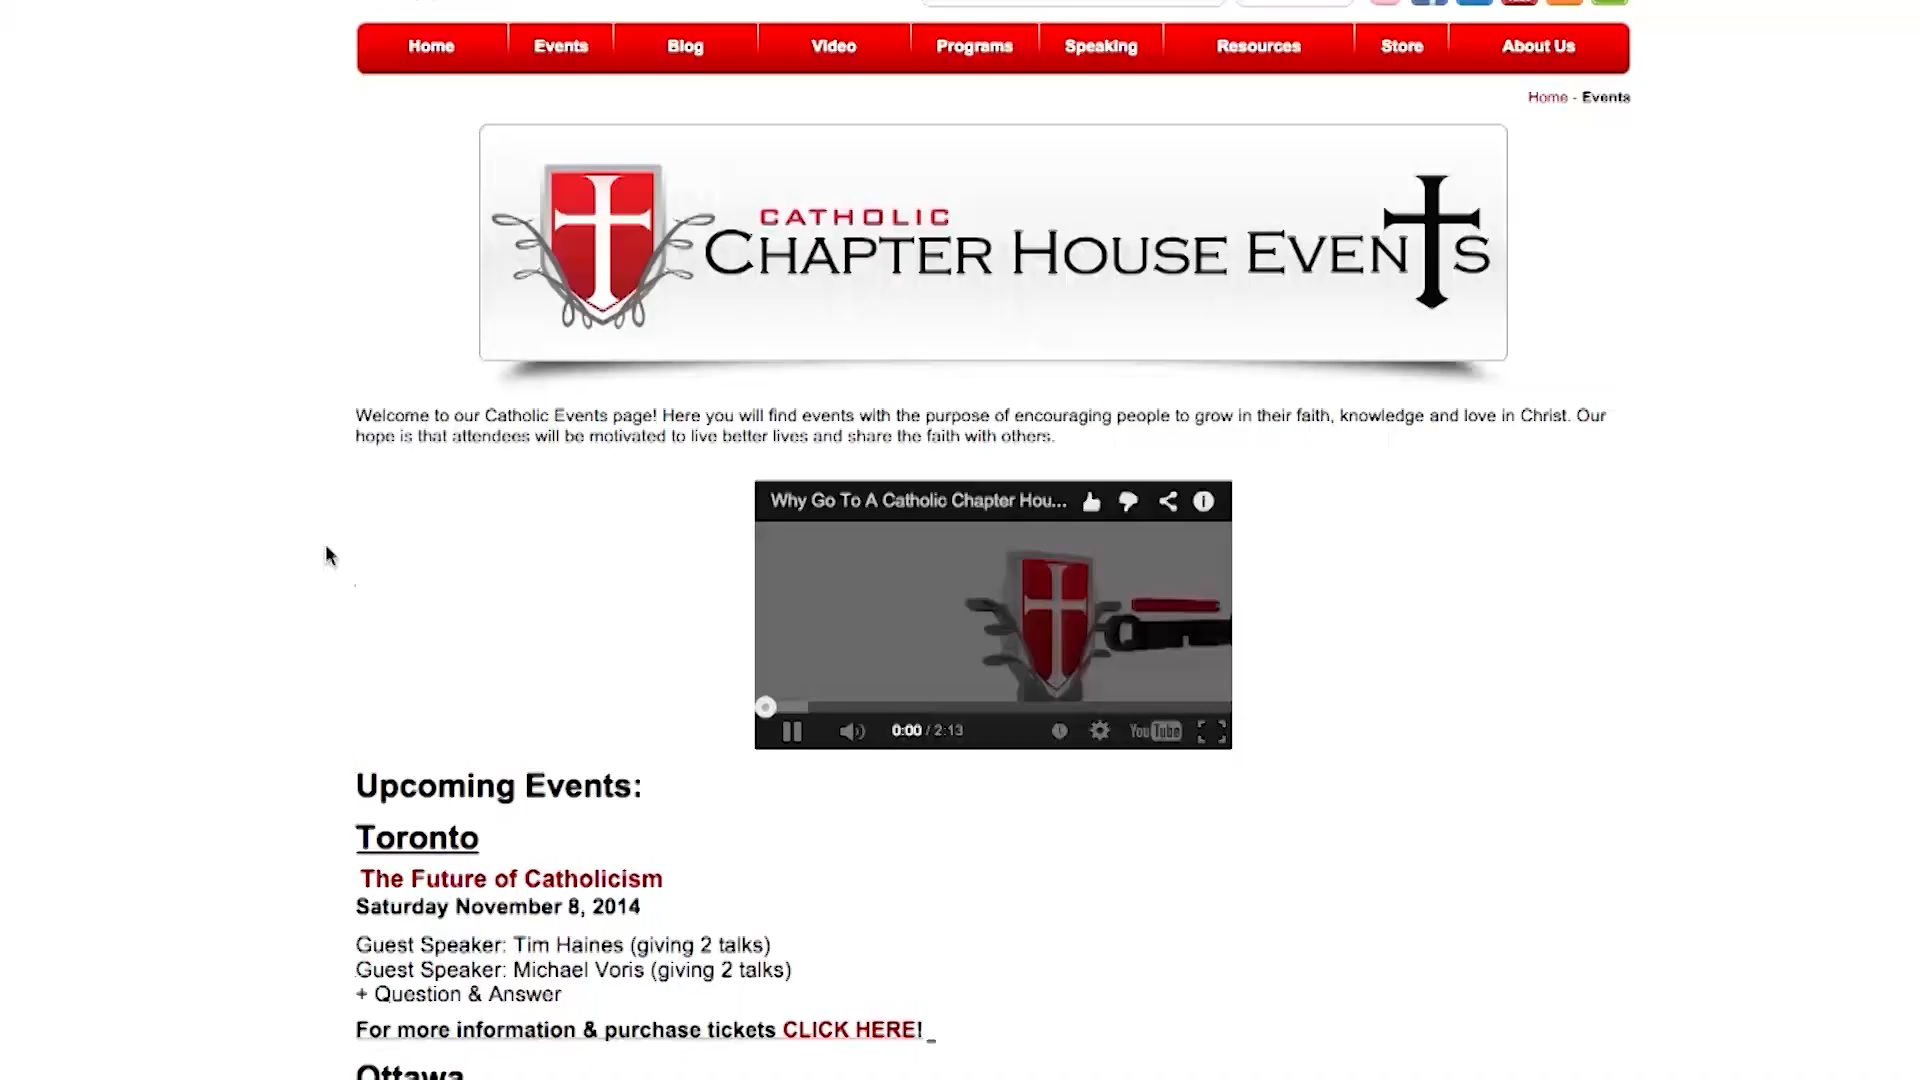 Home Events Blog Video Programs Speaking Resources Store About Us
Home - Events
CATHOLIC
CHAPTER HOUSE EVENTS
Welcome to our Catholic Events page! Here you will find events with the purpose of encouraging people to grow in their faith, knowledge and love in Christ. Our
hope is that attendees will be motivated to live better lives and share the faith with others.
Why Go To A Catholic Chapter Hou...
0:00 / 2:13 YouTube
Upcoming Events:
Toronto
The Future of Catholicism
Saturday November 8, 2014
Guest Speaker: Tim Haines (giving 2 talks)
Guest Speaker: Michael Voris (giving 2 talks)
+ Question & Answer
For more information & purchase tickets CLICK HERE!
Ottawa